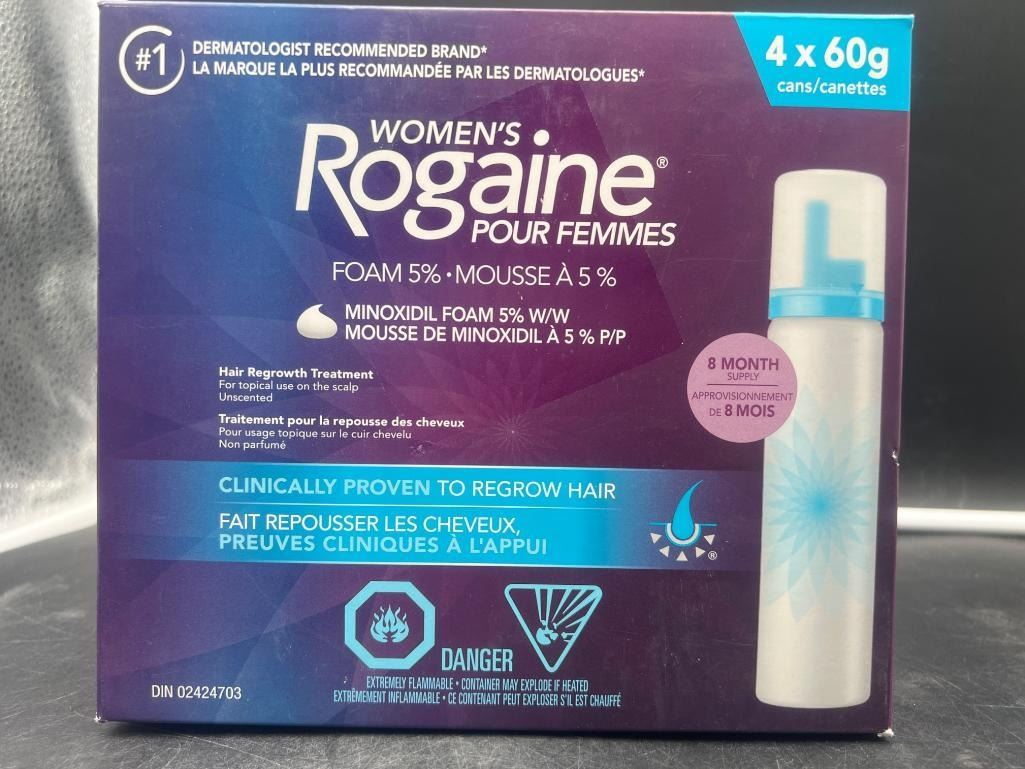 #1 DERMATOLOGIST RECOMMENDED BRAND*
LA MARQUE LA PLUS RECOMMANDÉE PAR LES DERMATOLOGUES*
4 x 60g
cans/canettes
WOMEN'S
Rogaine®
POUR FEMMES
FOAM 5% • MOUSSE À 5 %
MINOXIDIL FOAM 5% W/W
MOUSSE DE MINOXIDIL À 5 % P/P
8 MONTH
SUPPLY
APPROVISIONNEMENT
DE 8 MOIS
Hair Regrowth Treatment
For topical use on the scalp
Unscented
Traitement pour la repousse des cheveux
Pour usage topique sur le cuir chevelu
Non parfumé
CLINICALLY PROVEN TO REGROW HAIR
FAIT REPOUSSER LES CHEVEUX,
PREUVES CLINIQUES À L'APPUI
®
DANGER
EXTREMELY FLAMMABLE • CONTAINER MAY EXPLODE IF HEATED
EXTRÊMEMENT INFLAMMABLE • CE CONTENANT PEUT EXPLOSER S'IL EST CHAUFFÉ
DIN 02424703